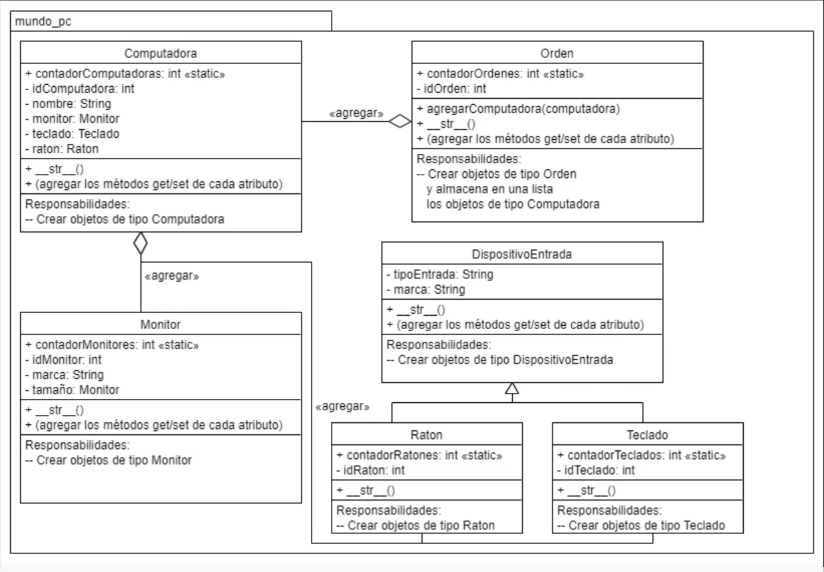 mundo_pc
Computadora
+ contadorComputadoras: int «static»
- idComputadora: int
- nombre: String
- monitor: Monitor
- teclado: Teclado
- raton: Raton
+ __str__()
+ (agregar los métodos get/set de cada atributo)
Responsabilidades:
-- Crear objetos de tipo Computadora
«agregar»
Orden
+ contadorOrdenes: int «static»
- idOrden: int
+ agregarComputadora(computadora)
+ __str__()
+ (agregar los métodos get/set de cada atributo)
Responsabilidades:
-- Crear objetos de tipo Orden
y almacena en una lista
los objetos de tipo Computadora
«agregar»
Monitor
+ contadorMonitores: int «static»
- idMonitor: int
- marca: String
- tamaño: Monitor
+ __str__()
+ (agregar los métodos get/set de cada atributo)
Responsabilidades:
-- Crear objetos de tipo Monitor
DispositivoEntrada
- tipoEntrada: String
- marca: String
+ __str__()
+ (agregar los métodos get/set de cada atributo)
Responsabilidades:
-- Crear objetos de tipo DispositivoEntrada
«agregar»
Raton
+ contadorRatones: int «static»
- idRaton: int
+ __str__()
Responsabilidades:
-- Crear objetos de tipo Raton
Teclado
+ contadorTeclados: int «static»
- idTeclado: int
+ __str__()
Responsabilidades:
-- Crear objetos de tipo Teclado